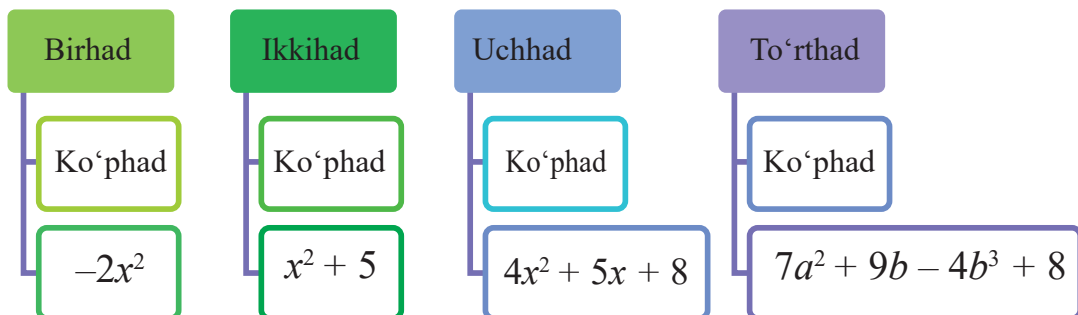 Birhad
Ko‘phad
–2x²
Ikkihad
Ko‘phad
x² + 5
Uchhad
Ko‘phad
4x² + 5x + 8
To‘rthad
Ko‘phad
7a² + 9b – 4b³ + 8